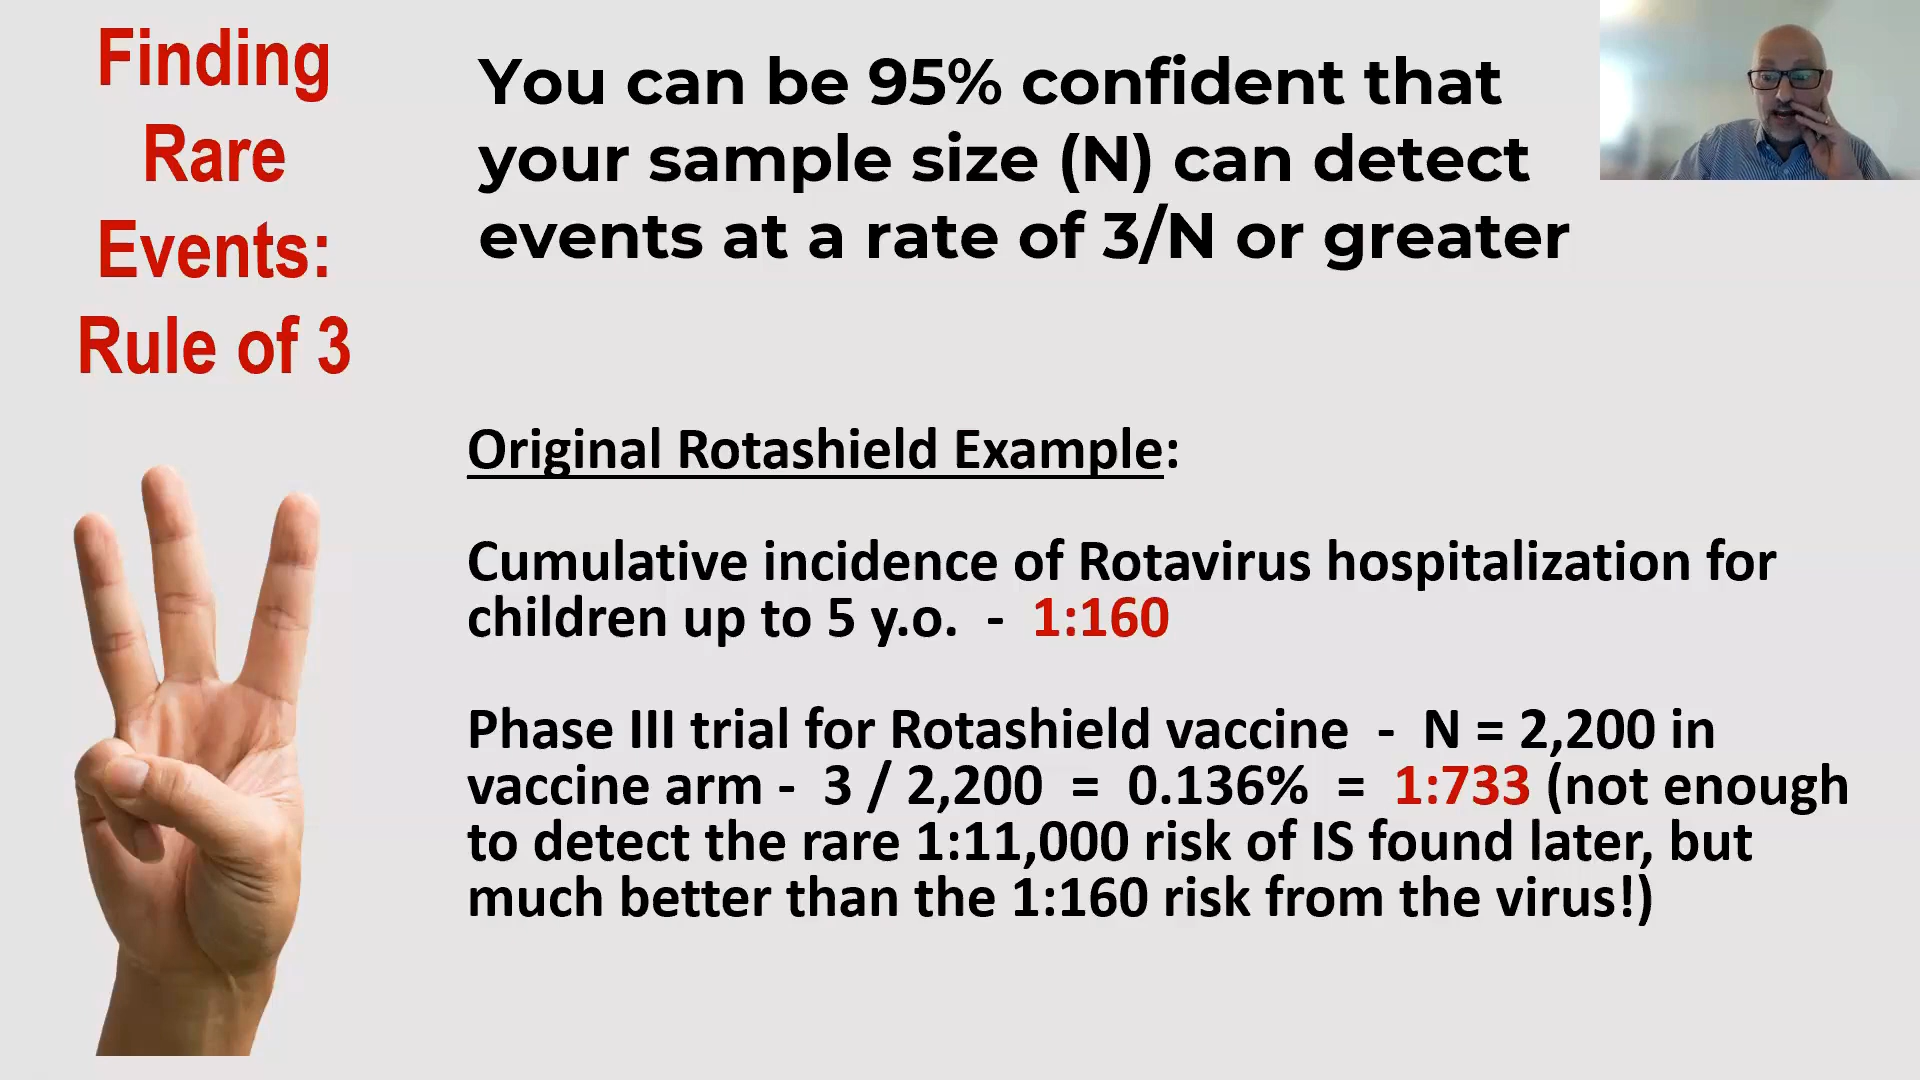 Finding
Rare
Events:
Rule of 3
You can be 95% confident that
your sample size (N) can detect
events at a rate of 3/N or greater
Original Rotashield Example:
Cumulative incidence of Rotavirus hospitalization for
children up to 5 y.o. - 1:160
Phase III trial for Rotashield vaccine - N = 2,200 in
vaccine arm - 3 / 2,200 = 0.136% = 1:733 (not enough
to detect the rare 1:11,000 risk of IS found later, but
much better than the 1:160 risk from the virus!)